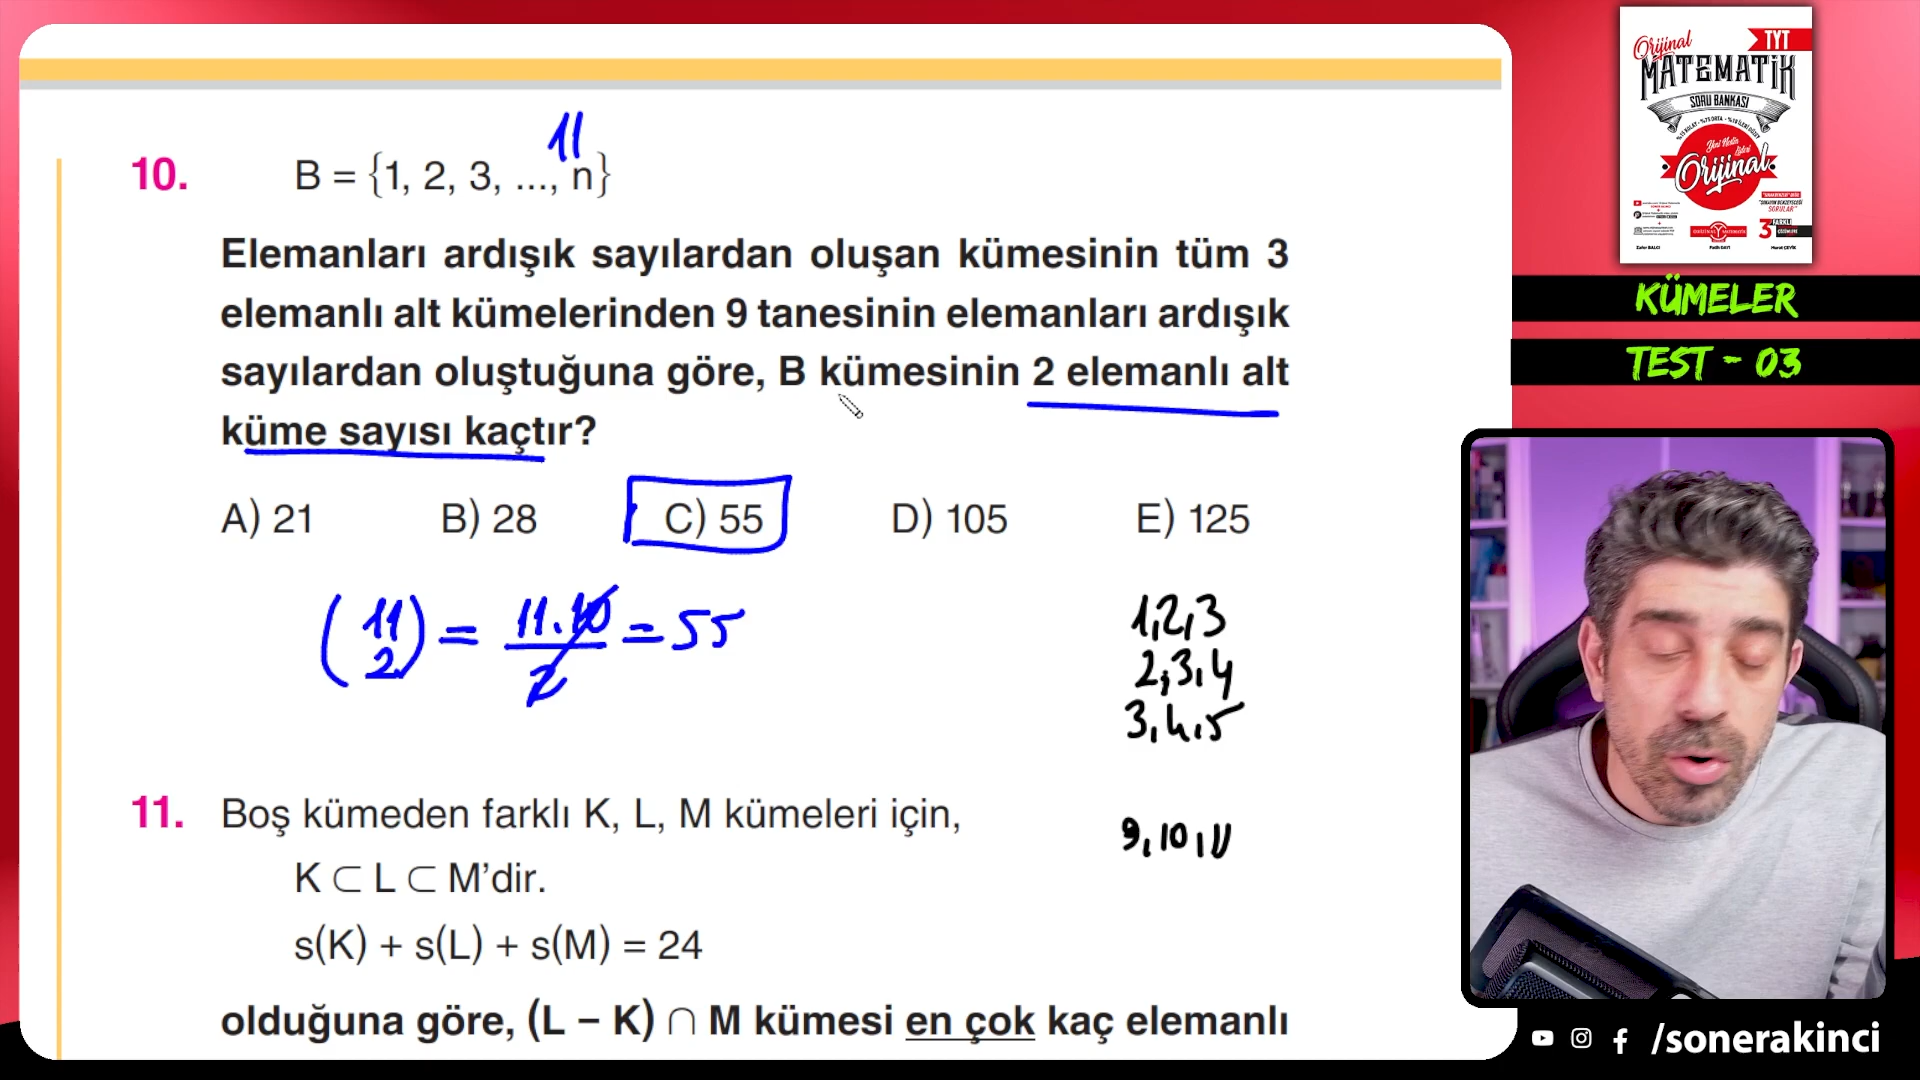 11
10. B = {1, 2, 3, ..., n}
Elemanları ardışık sayılardan oluşan kümesinin tüm 3
elemanlı alt kümelerinden 9 tanesinin elemanları ardışık
sayılardan oluştuğuna göre, B kümesinin 2 elemanlı alt
küme sayısı kaçtır?
A) 21 B) 28 C) 55 D) 105 E) 125
(11 2) = 11.10/2 = 55
1,2,3
2,3,4
3,4,5
9,10,11
11. Boş kümeden farklı K, L, M kümeleri için,
K ⊂ L ⊂ M'dir.
s(K) + s(L) + s(M) = 24
olduğuna göre, (L – K) ∩ M kümesi en çok kaç elemanlı
Orijinal
TYT
MATEMATİK
SORU BANKASI
Orijinal
KÜMELER
TEST - 03
/sonerakinci